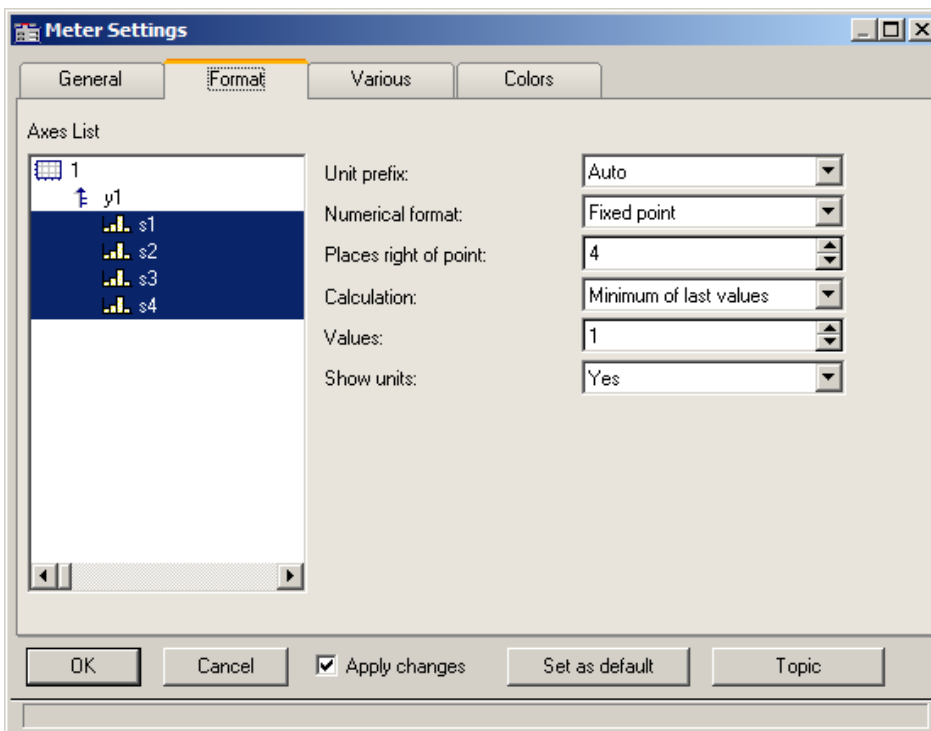 Meter Settings
General Format Various Colors
Axes List
1
y1
s1
s2
s3
s4
Unit prefix: Auto
Numerical format: Fixed point
Places right of point: 4
Calculation: Minimum of last values
Values: 1
Show units: Yes
OK Cancel Apply changes Set as default Topic